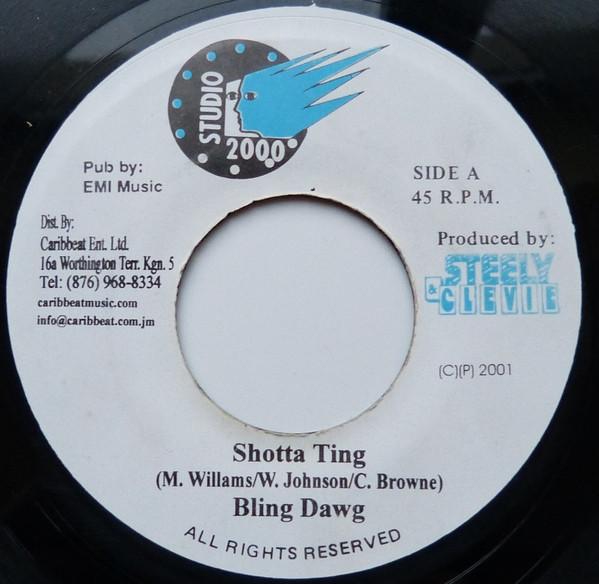 STUDIO
2000
Pub by:
EMI Music
SIDE A
45 R.P.M.
Dist. By:
Caribbeat Ent. Ltd.
16a Worthington Terr. Kgn. 5
Tel: (876) 968-8334
caribbeatmusic.com
info@caribbeat.com.jm
Produced by:
STEELY
& CLEVIE
(C)(P) 2001
Shotta Ting
(M. Willams/W. Johnson/C. Browne)
Bling Dawg
ALL RIGHTS RESERVED